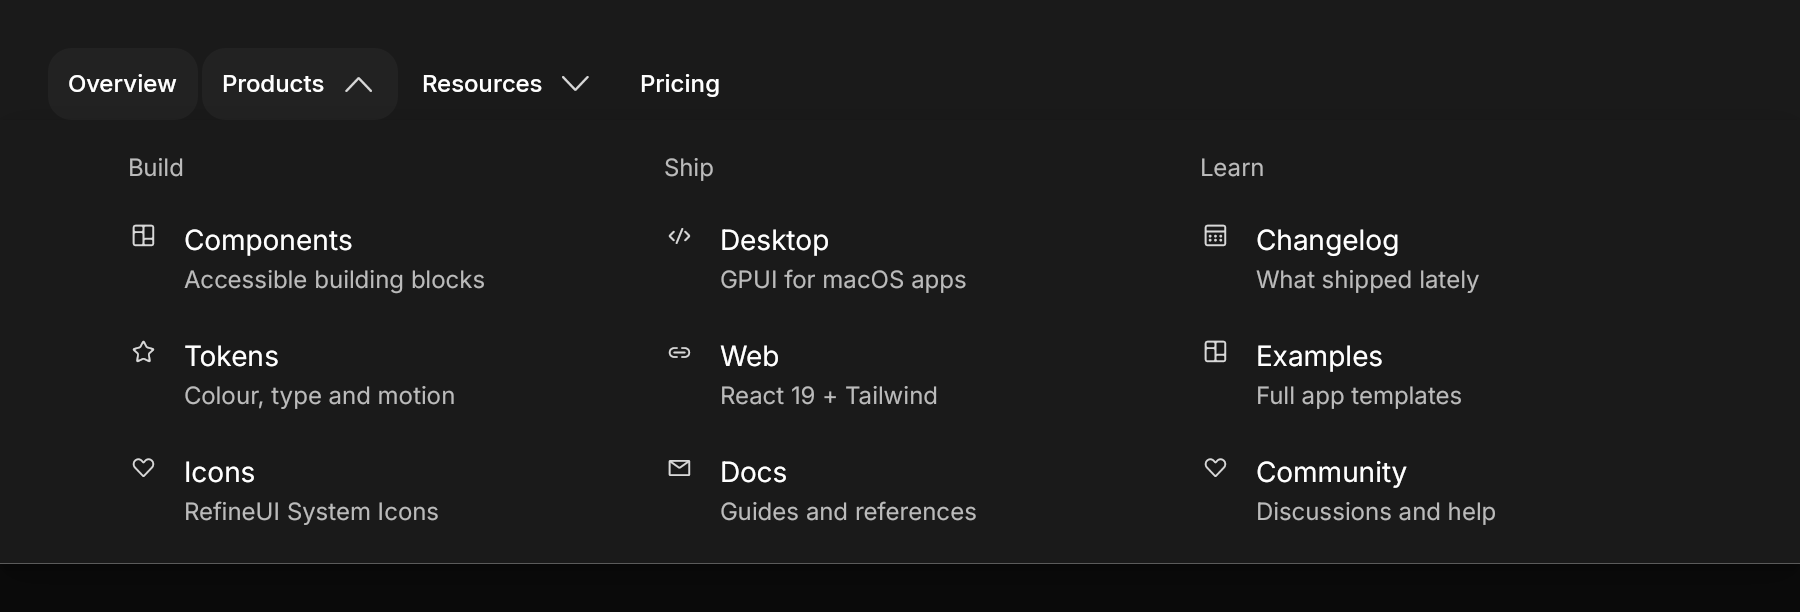 Overview Products Resources Pricing
Build
Components
Accessible building blocks
Tokens
Colour, type and motion
Icons
RefineUI System Icons
Ship
Desktop
GPUI for macOS apps
Web
React 19 + Tailwind
Docs
Guides and references
Learn
Changelog
What shipped lately
Examples
Full app templates
Community
Discussions and help